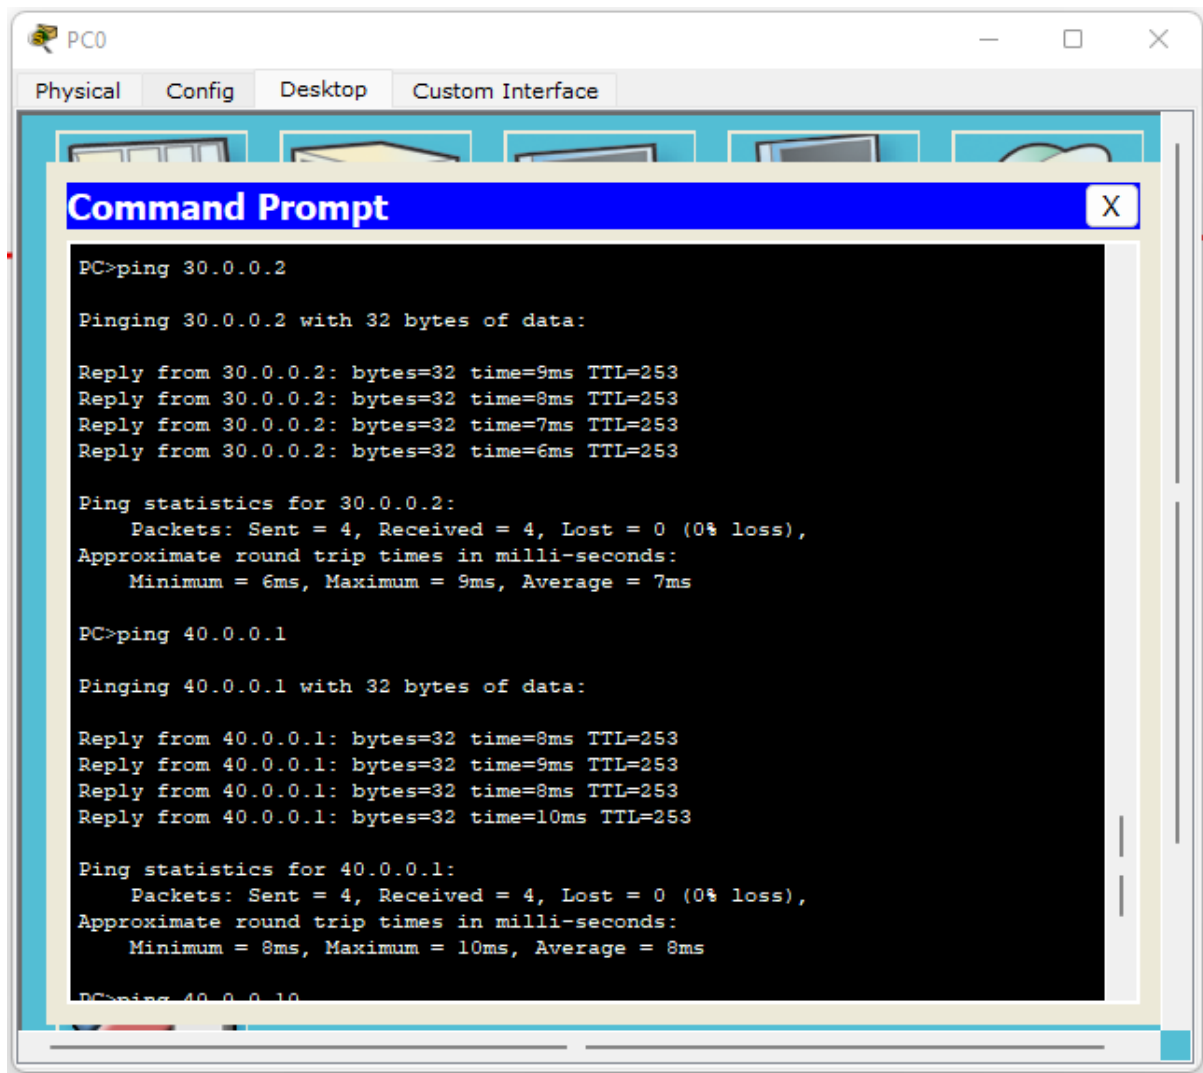 PC0
Physical Config Desktop Custom Interface
Command Prompt
X
PC>ping 30.0.0.2
Pinging 30.0.0.2 with 32 bytes of data:
Reply from 30.0.0.2: bytes=32 time=9ms TTL=253
Reply from 30.0.0.2: bytes=32 time=8ms TTL=253
Reply from 30.0.0.2: bytes=32 time=7ms TTL=253
Reply from 30.0.0.2: bytes=32 time=6ms TTL=253
Ping statistics for 30.0.0.2:
Packets: Sent = 4, Received = 4, Lost = 0 (0% loss),
Approximate round trip times in milli-seconds:
Minimum = 6ms, Maximum = 9ms, Average = 7ms
PC>ping 40.0.0.1
Pinging 40.0.0.1 with 32 bytes of data:
Reply from 40.0.0.1: bytes=32 time=8ms TTL=253
Reply from 40.0.0.1: bytes=32 time=9ms TTL=253
Reply from 40.0.0.1: bytes=32 time=8ms TTL=253
Reply from 40.0.0.1: bytes=32 time=10ms TTL=253
Ping statistics for 40.0.0.1:
Packets: Sent = 4, Received = 4, Lost = 0 (0% loss),
Approximate round trip times in milli-seconds:
Minimum = 8ms, Maximum = 10ms, Average = 8ms
PC>ping 40.0.0.10